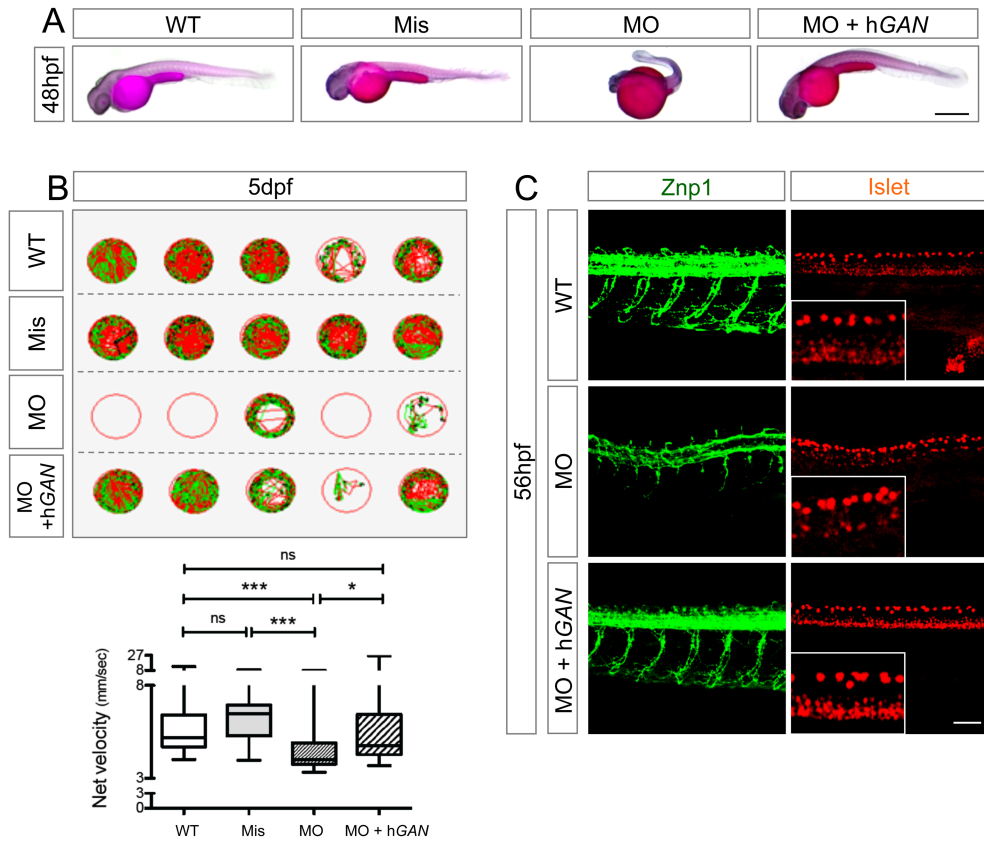 A
WT
Mis
MO
MO + hGAN
48hpf
B
5dpf
WT
Mis
MO
MO
+hGAN
ns
***
*
ns
***
Net velocity (mm/sec)
27
8
8
3
3
0
WT
Mis
MO
MO + hGAN
C
Znp1
Islet
56hpf
WT
MO
MO + hGAN